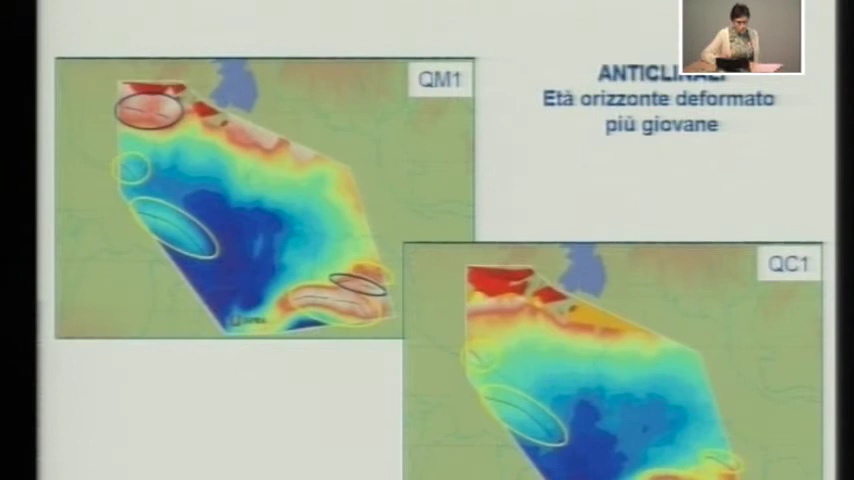 QM1
ANTICLINALI
Età orizzonte deformato
più giovane
QC1